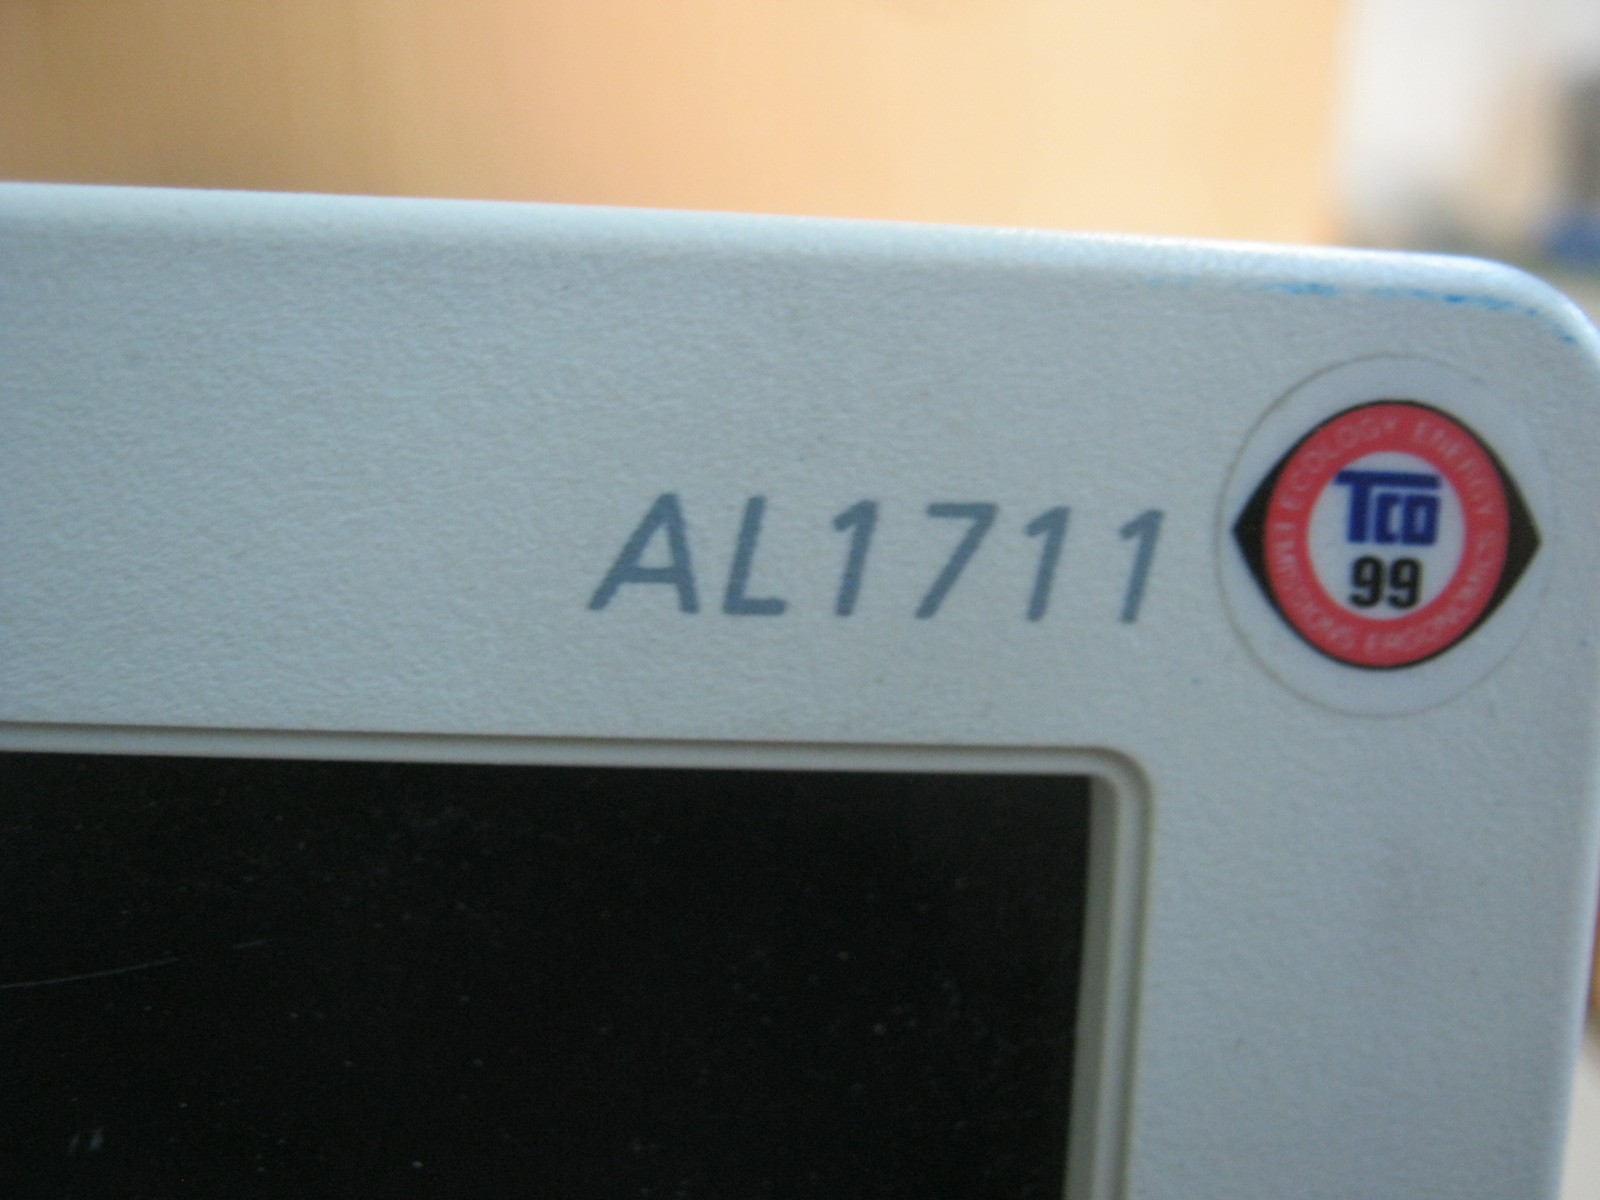 AL1711
ECOLOGY ENERGY
TCO
99
EMISSIONS ERGONOMICS